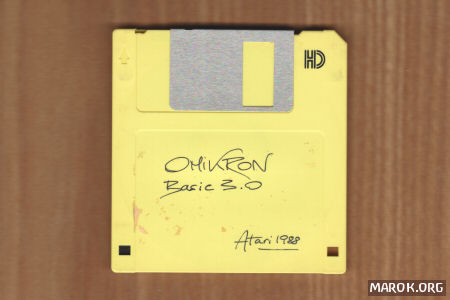 HD
OMIKRON
Basic 3.0
Atari 1988
MAROK.ORG